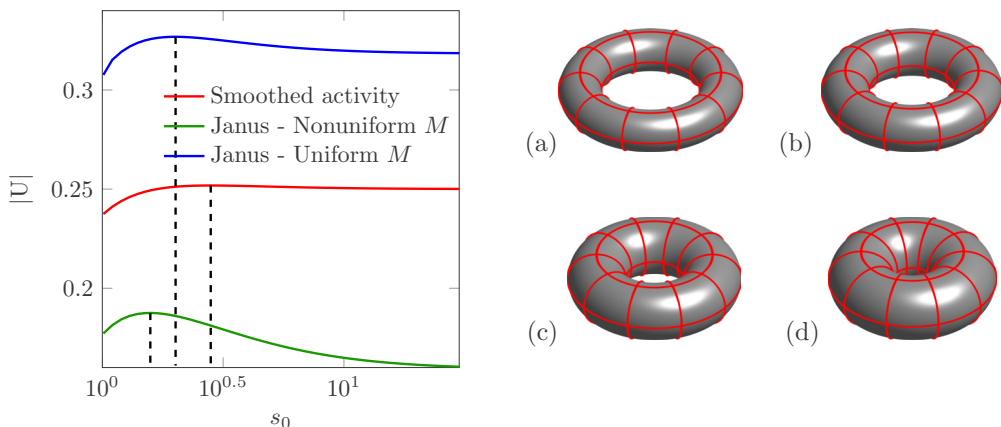 |U|
0.3
0.25
0.2
Smoothed activity
Janus - Nonuniform M
Janus - Uniform M
10^0
10^0.5
10^1
s_0
(a)
(b)
(c)
(d)